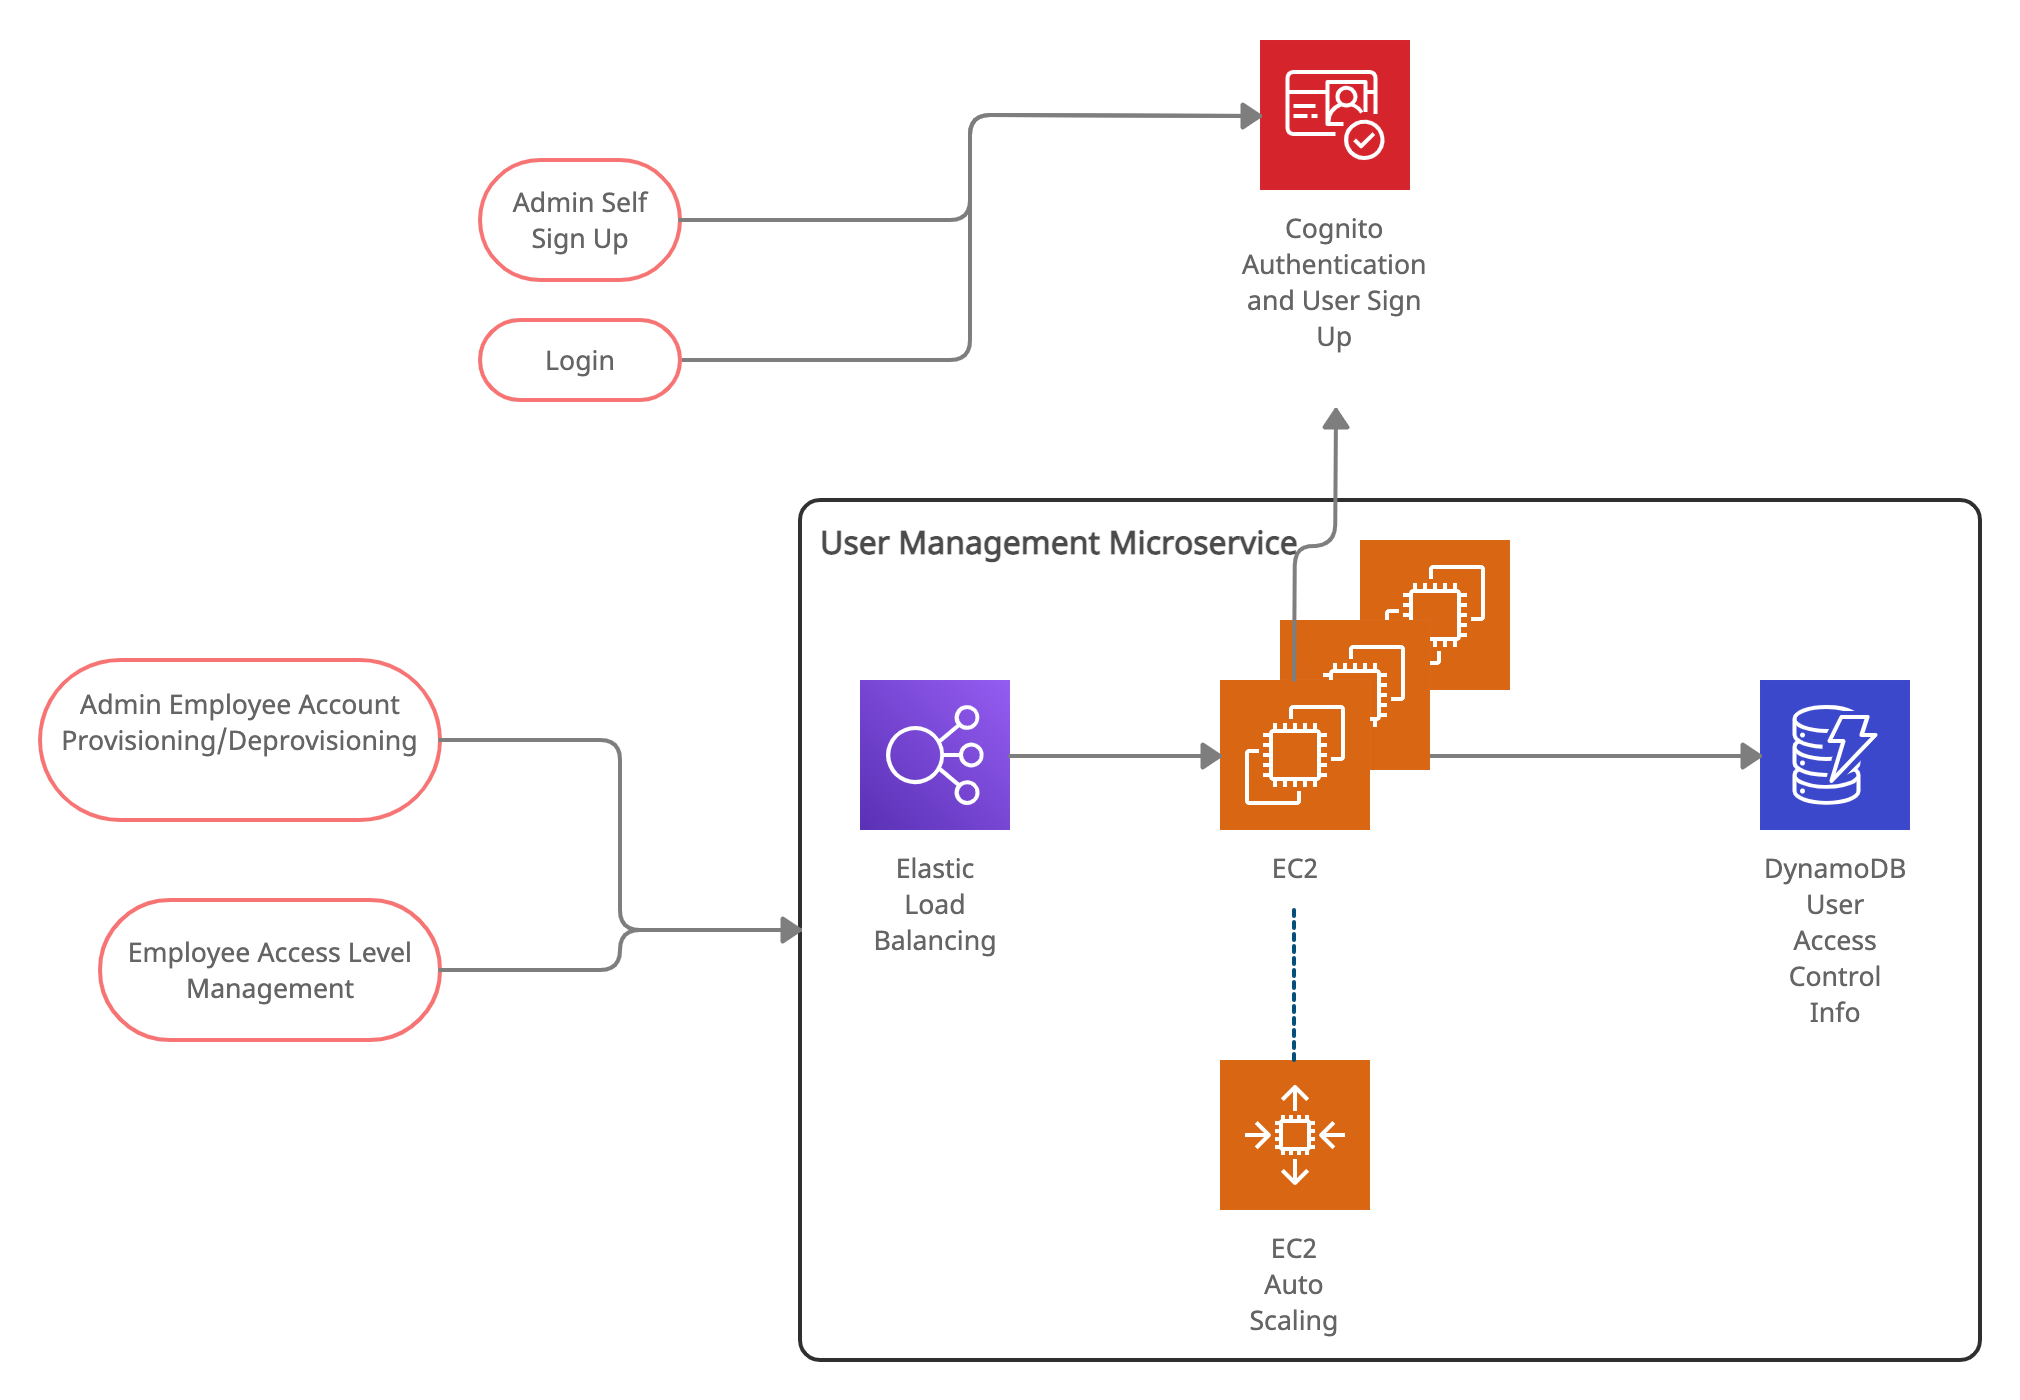 Admin Self
Sign Up
Login
Cognito
Authentication
and User Sign
Up
User Management Microservice
Admin Employee Account
Provisioning/Deprovisioning
Employee Access Level
Management
Elastic
Load
Balancing
EC2
DynamoDB
User
Access
Control
Info
EC2
Auto
Scaling